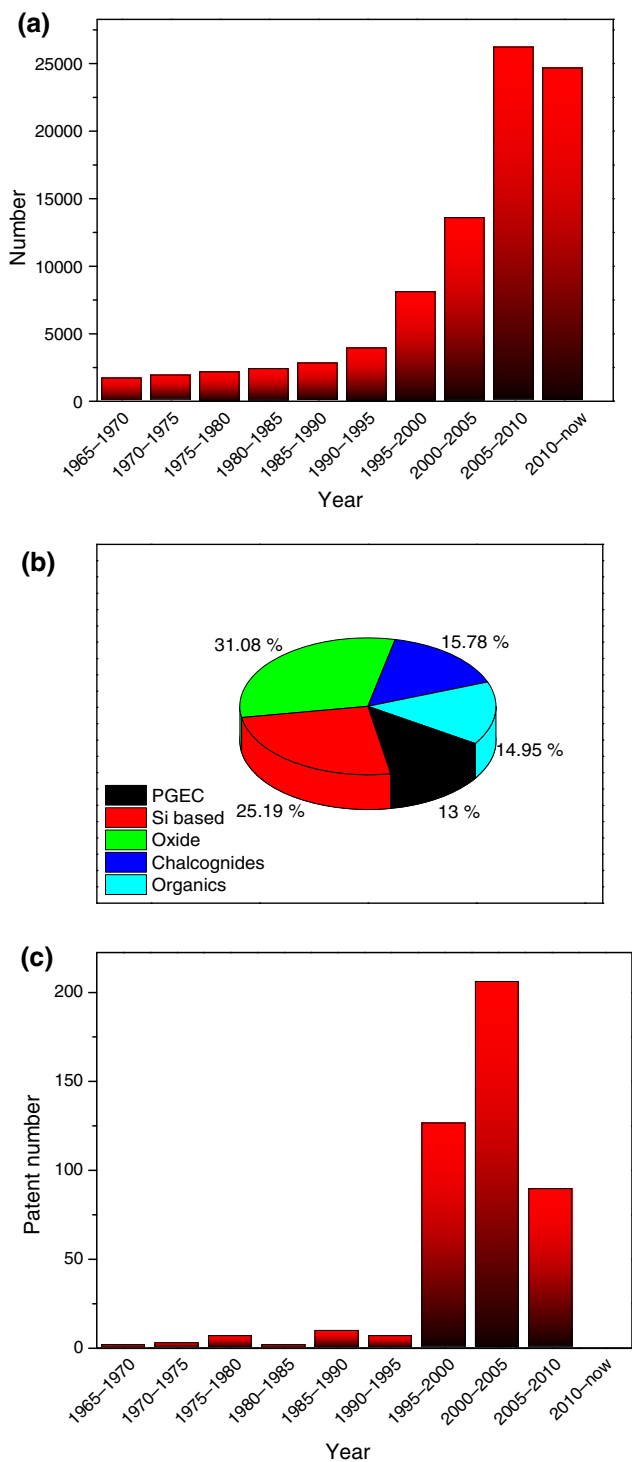 (a)
25000
20000
15000
10000
5000
0
Number
1965–1970
1970–1975
1975–1980
1980–1985
1985–1990
1990–1995
1995–2000
2000–2005
2005–2010
2010–now
Year
(b)
31.08 %
15.78 %
14.95 %
13 %
25.19 %
PGEC
Si based
Oxide
Chalcognides
Organics
(c)
200
150
100
50
0
Patent number
1965–1970
1970–1975
1975–1980
1980–1985
1985–1990
1990–1995
1995–2000
2000–2005
2005–2010
2010–now
Year